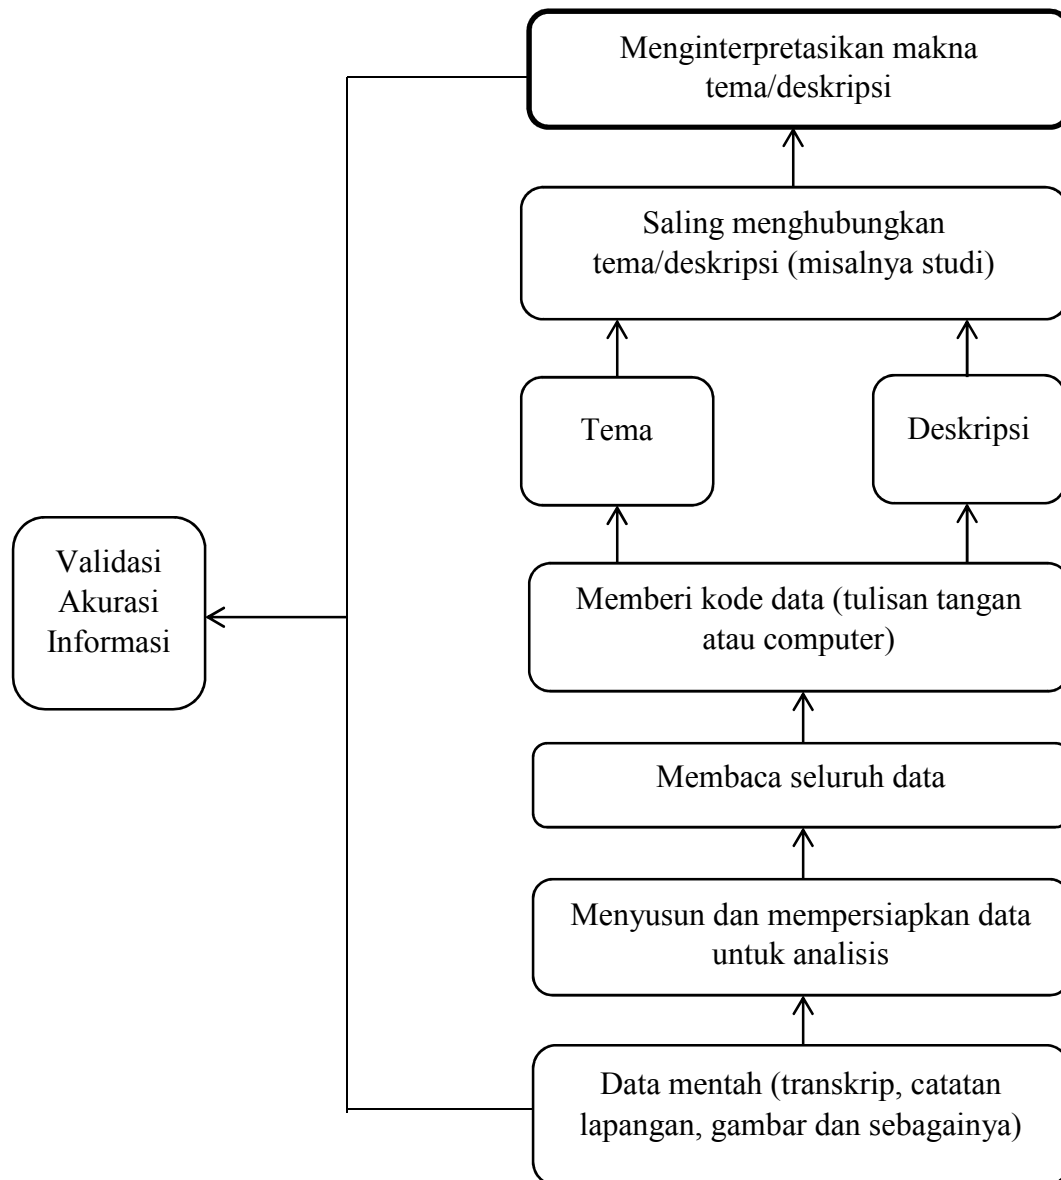 Menginterpretasikan makna
tema/deskripsi
Saling menghubungkan
tema/deskripsi (misalnya studi)
Tema
Deskripsi
Validasi
Akurasi
Informasi
Memberi kode data (tulisan tangan
atau computer)
Membaca seluruh data
Menyusun dan mempersiapkan data
untuk analisis
Data mentah (transkrip, catatan
lapangan, gambar dan sebagainya)